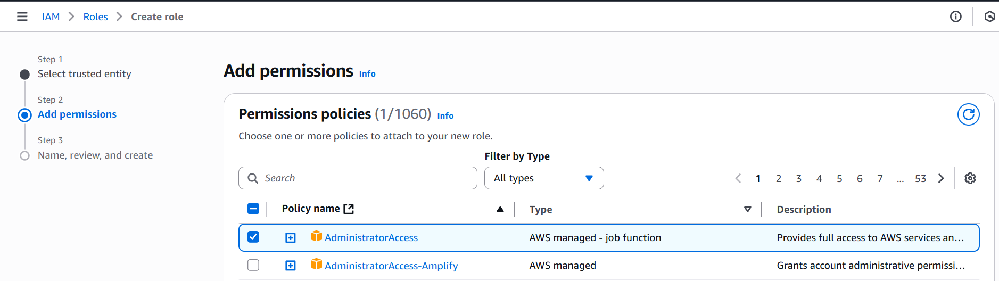 IAM > Roles > Create role
Step 1
Select trusted entity
Step 2
Add permissions
Step 3
Name, review, and create
Add permissions Info
Permissions policies (1/1060) Info
Choose one or more policies to attach to your new role.
Filter by Type
Search
All types
1 2 3 4 5 6 7 ... 53
Policy name Type Description
AdministratorAccess AWS managed - job function Provides full access to AWS services an...
AdministratorAccess-Amplify AWS managed Grants account administrative permissi...